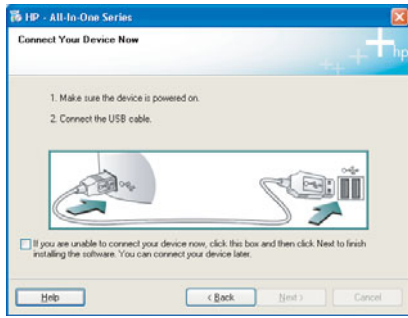 HP - All-In-One Series
Connect Your Device Now
hp
1. Make sure the device is powered on.
2. Connect the USB cable.
If you are unable to connect your device now, click this box and then click Next to finish
installing the software. You can connect your device later.
Help
< Back
Next >
Cancel